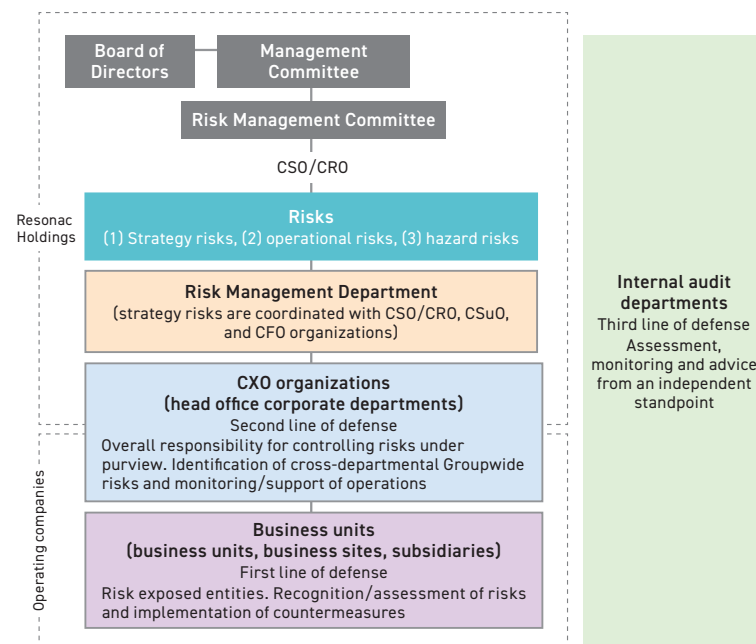 Board of
Directors
Management
Committee
Risk Management Committee
CSO/CRO
Resonac
Holdings
Risks
(1) Strategy risks, (2) operational risks, (3) hazard risks
Risk Management Department
(strategy risks are coordinated with CSO/CRO, CSuO,
and CFO organizations)
CXO organizations
(head office corporate departments)
Second line of defense
Overall responsibility for controlling risks under
purview. Identification of cross-departmental Groupwide
risks and monitoring/support of operations
Operating companies
Business units
(business units, business sites, subsidiaries)
First line of defense
Risk exposed entities. Recognition/assessment of risks
and implementation of countermeasures
Internal audit
departments
Third line of defense
Assessment,
monitoring and advice
from an independent
standpoint